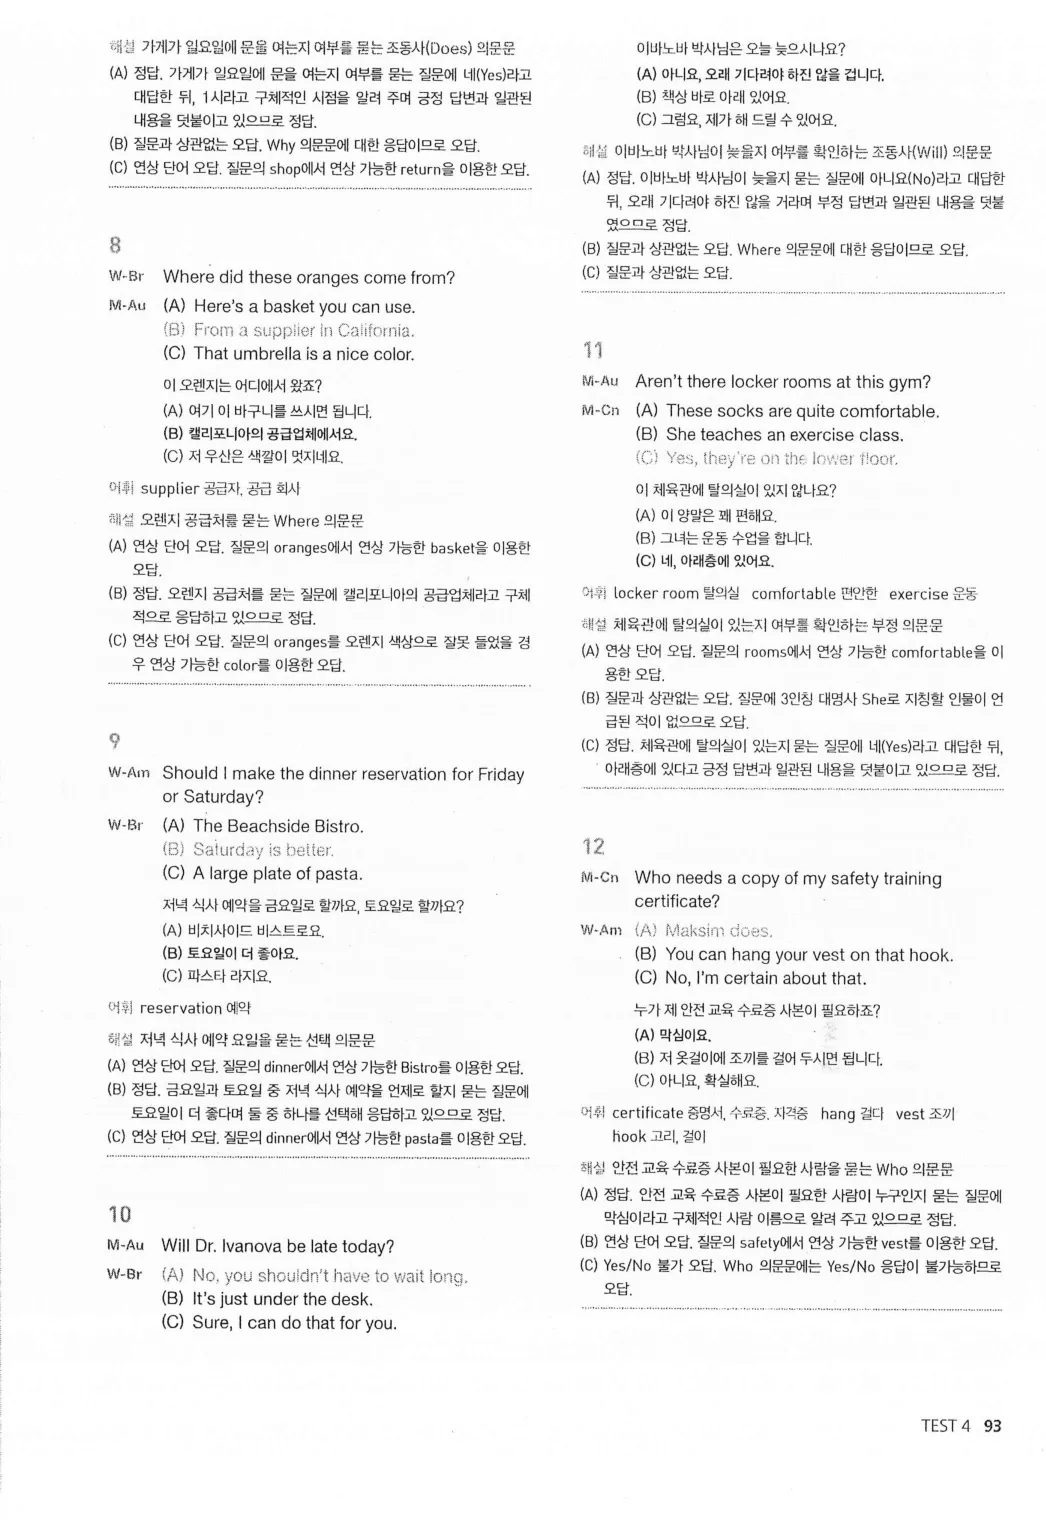 해설 가게가 일요일에 문을 여는지 여부를 묻는 조동사(Does) 의문문
(A) 정답. 가게가 일요일에 문을 여는지 여부를 묻는 질문에 네(Yes)라고
대답한 뒤, 1시라고 구체적인 시점을 알려 주며 긍정 답변과 일관된
내용을 덧붙이고 있으므로 정답.
(B) 질문과 상관없는 오답. Why 의문문에 대한 응답이므로 오답.
(C) 연상 단어 오답. 질문의 shop에서 연상 가능한 return을 이용한 오답.
8
W-Br Where did these oranges come from?
M-Au (A) Here's a basket you can use.
(B) From a supplier in California.
(C) That umbrella is a nice color.
이 오렌지는 어디에서 왔죠?
(A) 여기 이 바구니를 쓰시면 됩니다.
(B) 캘리포니아의 공급업체에서요.
(C) 저 우산은 색깔이 멋지네요.
어휘 supplier 공급자, 공급 회사
해설 오렌지 공급처를 묻는 Where 의문문
(A) 연상 단어 오답. 질문의 oranges에서 연상 가능한 basket을 이용한
오답.
(B) 정답. 오렌지 공급처를 묻는 질문에 캘리포니아의 공급업체라고 구체
적으로 응답하고 있으므로 정답.
(C) 연상 단어 오답. 질문의 oranges를 오렌지 색상으로 잘못 들었을 경
우 연상 가능한 color를 이용한 오답.
9
W-Am Should I make the dinner reservation for Friday
or Saturday?
W-Br (A) The Beachside Bistro.
(B) Saturday is better.
(C) A large plate of pasta.
저녁 식사 예약을 금요일로 할까요, 토요일로 할까요?
(A) 비치사이드 비스트로요.
(B) 토요일이 더 좋아요.
(C) 파스타 라지요.
어휘 reservation 예약
해설 저녁 식사 예약 요일을 묻는 선택 의문문
(A) 연상 단어 오답. 질문의 dinner에서 연상 가능한 Bistro를 이용한 오답.
(B) 정답. 금요일과 토요일 중 저녁 식사 예약을 언제로 할지 묻는 질문에
토요일이 더 좋다며 둘 중 하나를 선택해 응답하고 있으므로 정답.
(C) 연상 단어 오답. 질문의 dinner에서 연상 가능한 pasta를 이용한 오답.
10
M-Au Will Dr. Ivanova be late today?
W-Br (A) No, you shouldn't have to wait long.
(B) It's just under the desk.
(C) Sure, I can do that for you.
이바노바 박사님은 오늘 늦으시나요?
(A) 아니요, 오래 기다려야 하진 않을 겁니다.
(B) 책상 바로 아래 있어요.
(C) 그럼요, 제가 해 드릴 수 있어요.
해설 이바노바 박사님이 늦을지 여부를 확인하는 조동사(Will) 의문문
(A) 정답. 이바노바 박사님이 늦을지 묻는 질문에 아니요(No)라고 대답한
뒤, 오래 기다려야 하진 않을 거라며 부정 답변과 일관된 내용을 덧붙
였으므로 정답.
(B) 질문과 상관없는 오답. Where 의문문에 대한 응답이므로 오답.
(C) 질문과 상관없는 오답.
11
M-Au Aren't there locker rooms at this gym?
M-Cn (A) These socks are quite comfortable.
(B) She teaches an exercise class.
(C) Yes, they're on the lower floor.
이 체육관에 탈의실이 있지 않나요?
(A) 이 양말은 꽤 편해요.
(B) 그녀는 운동 수업을 합니다.
(C) 네, 아래층에 있어요.
어휘 locker room 탈의실 comfortable 편안한 exercise 운동
해설 체육관에 탈의실이 있는지 여부를 확인하는 부정 의문문
(A) 연상 단어 오답. 질문의 rooms에서 연상 가능한 comfortable을 이
용한 오답.
(B) 질문과 상관없는 오답. 질문에 3인칭 대명사 She로 지칭할 인물이 언
급된 적이 없으므로 오답.
(C) 정답. 체육관에 탈의실이 있는지 묻는 질문에 네(Yes)라고 대답한 뒤,
아래층에 있다고 긍정 답변과 일관된 내용을 덧붙이고 있으므로 정답.
12
M-Cn Who needs a copy of my safety training
certificate?
W-Am (A) Maksim does.
(B) You can hang your vest on that hook.
(C) No, I'm certain about that.
누가 제 안전 교육 수료증 사본이 필요하죠?
(A) 막심이요.
(B) 저 옷걸이에 조끼를 걸어 두시면 됩니다.
(C) 아니요, 확실해요.
어휘 certificate 증명서, 수료증, 자격증 hang 걸다 vest 조끼
hook 고리, 걸이
해설 안전 교육 수료증 사본이 필요한 사람을 묻는 Who 의문문
(A) 정답. 안전 교육 수료증 사본이 필요한 사람이 누구인지 묻는 질문에
막심이라고 구체적인 사람 이름으로 알려 주고 있으므로 정답.
(B) 연상 단어 오답. 질문의 safety에서 연상 가능한 vest를 이용한 오답.
(C) Yes/No 불가 오답. Who 의문문에는 Yes/No 응답이 불가능하므로
오답.
TEST 4 93